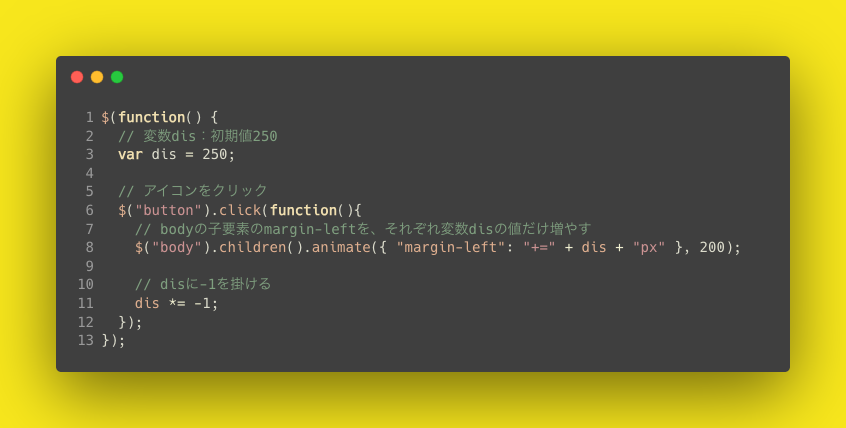 1 $(function() {
2 // 変数dis：初期値250
3 var dis = 250;
4
5 // アイコンをクリック
6 $("button").click(function(){
7 // bodyの子要素のmargin-leftを、それぞれ変数disの値だけ増やす
8 $("body").children().animate({ "margin-left": "+=" + dis + "px" }, 200);
9
10 // disに-1を掛ける
11 dis *= -1;
12 });
13 });